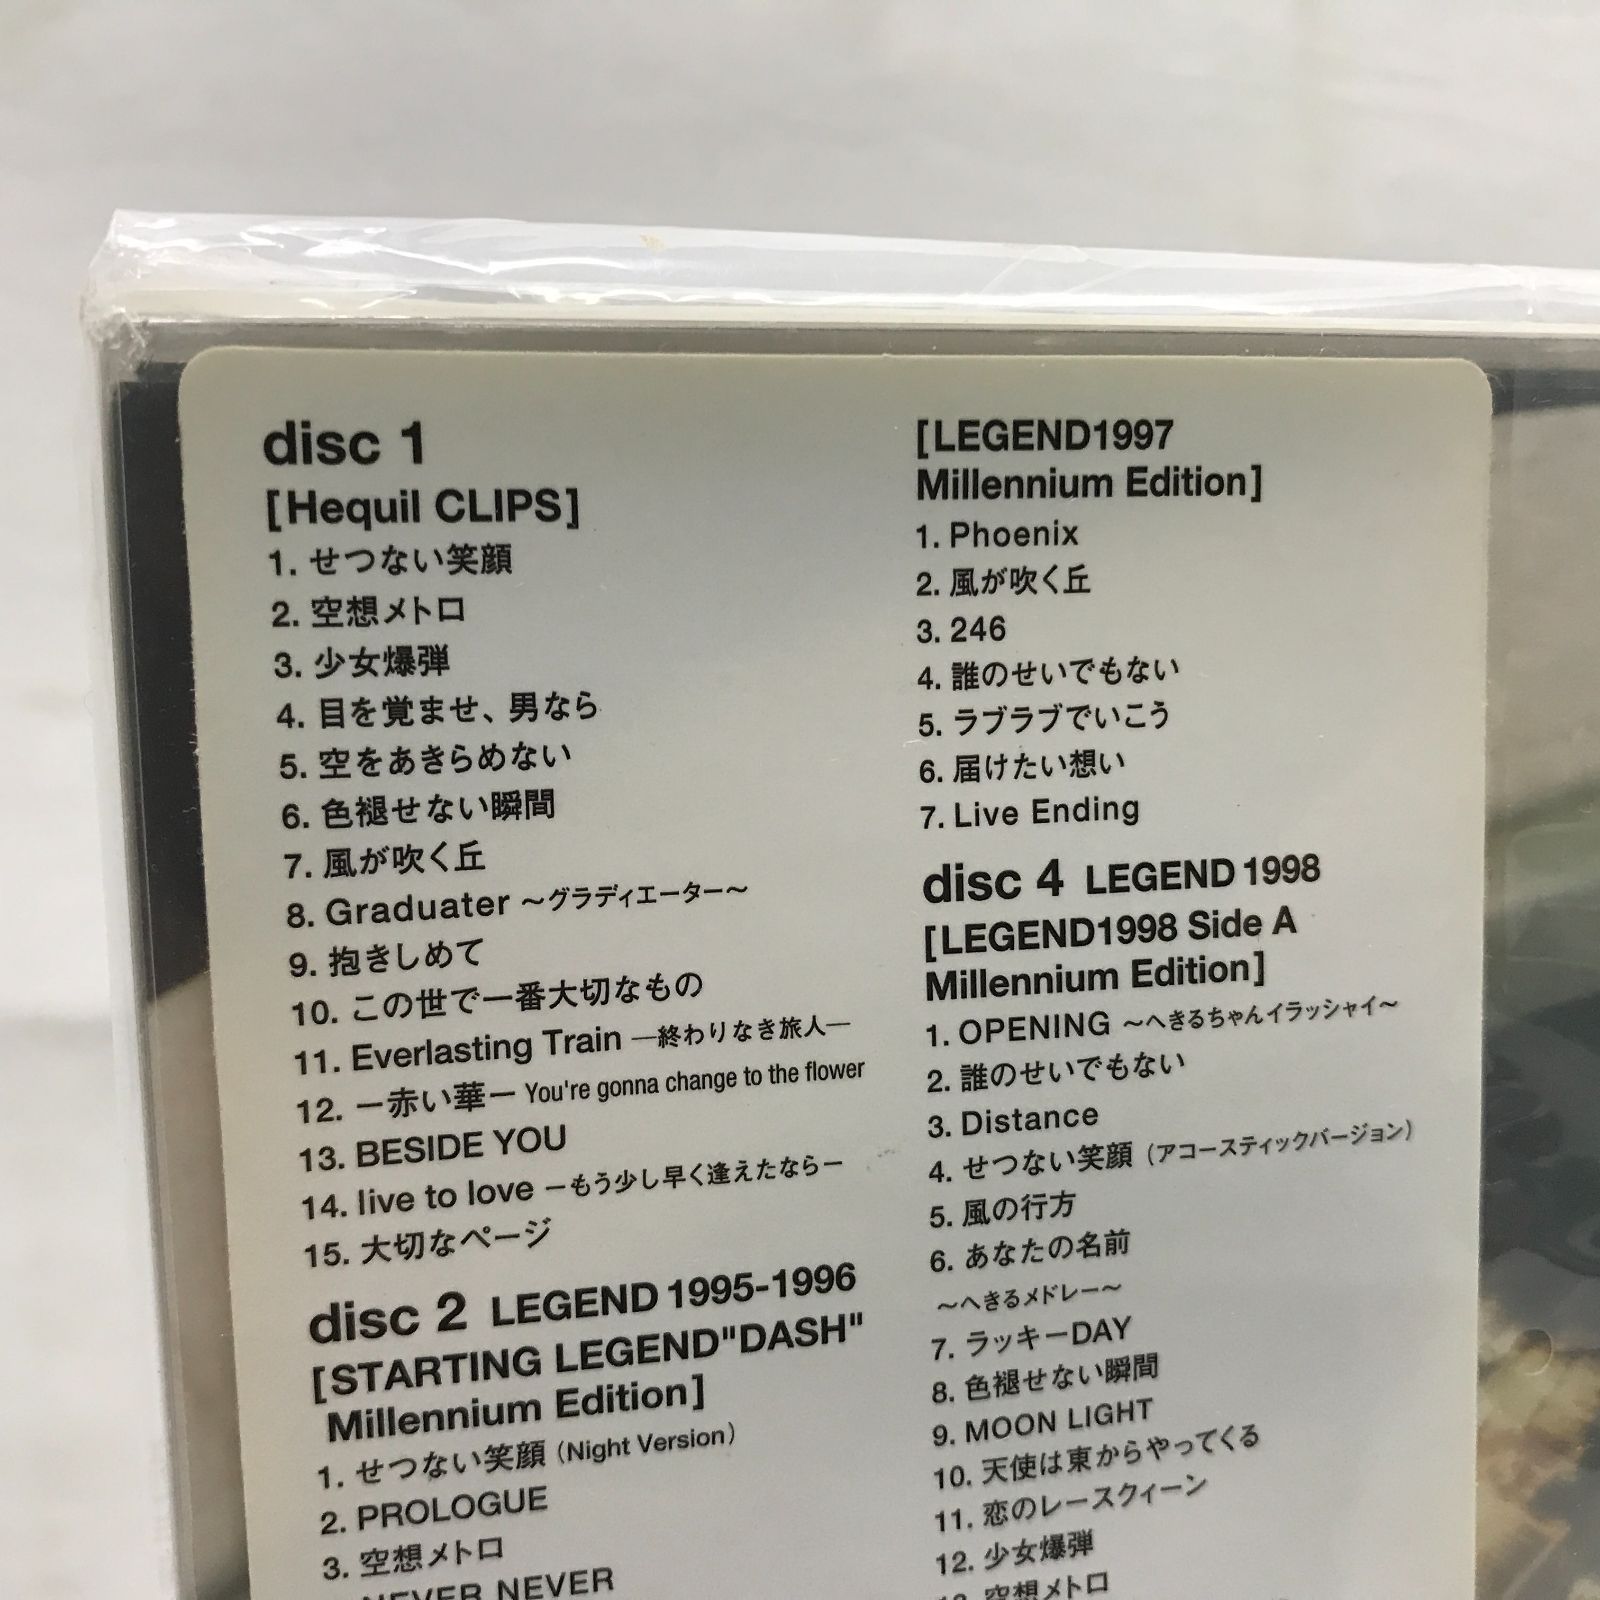 disc 1
[Hequil CLIPS]
1. せつない笑顔
2. 空想メトロ
3. 少女爆弾
4. 目を覚ませ、男なら
5. 空をあきらめない
6. 色褪せない瞬間
7. 風が吹く丘
8. Graduater ～グラディエーター～
9. 抱きしめて
10. この世で一番大切なもの
11. Everlasting Train ―終わりなき旅人―
12. ー赤い華ー You're gonna change to the flower
13. BESIDE YOU
14. live to love ーもう少し早く逢えたならー
15. 大切なページ
disc 2 LEGEND 1995-1996
[STARTING LEGEND"DASH"
Millennium Edition]
1. せつない笑顔 (Night Version)
2. PROLOGUE
3. 空想メトロ
NEVER NEVER
[LEGEND1997
Millennium Edition]
1. Phoenix
2. 風が吹く丘
3. 246
4. 誰のせいでもない
5. ラブラブでいこう
6. 届けたい想い
7. Live Ending
disc 4 LEGEND 1998
[LEGEND1998 Side A
Millennium Edition]
1. OPENING ～へきるちゃんイラッシャイ～
2. 誰のせいでもない
3. Distance
4. せつない笑顔 (アコースティックバージョン)
5. 風の行方
6. あなたの名前
～へきるメドレー～
7. ラッキーDAY
8. 色褪せない瞬間
9. MOON LIGHT
10. 天使は東からやってくる
11. 恋のレースクィーン
12. 少女爆弾
13. 空想メトロ